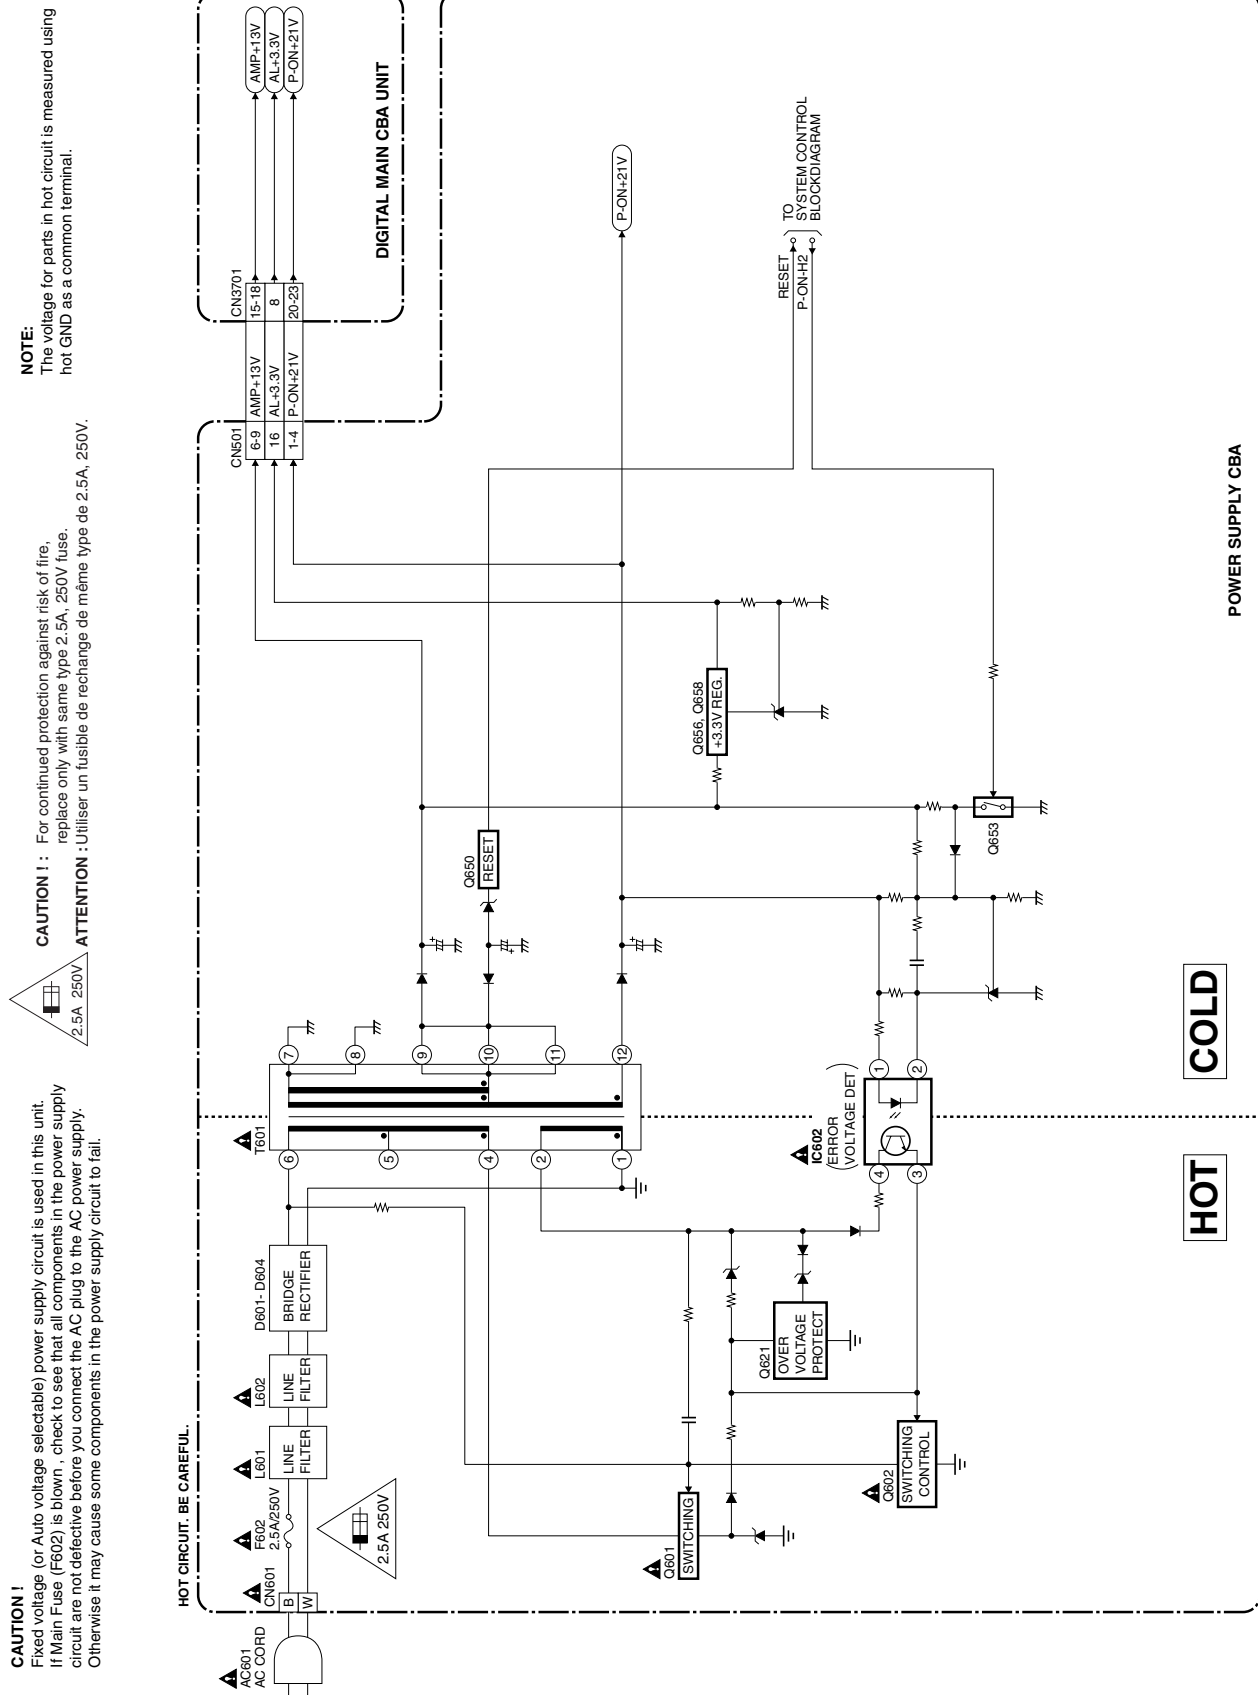 CAUTION !
Fixed voltage (or Auto voltage selectable) power supply circuit is used in this unit.
If Main Fuse (F602) is blown , check to see that all components in the power supply
circuit are not defective before you connect the AC plug to the AC power supply.
Otherwise it may cause some components in the power supply circuit to fail.
2.5A 250V
CAUTION ! : For continued protection against risk of fire,
replace only with same type 2.5A, 250V fuse.
ATTENTION : Utiliser un fusible de rechange de même type de 2.5A, 250V.
NOTE:
The voltage for parts in hot circuit is measured using
hot GND as a common terminal.
HOT CIRCUIT. BE CAREFUL.
AC601
AC CORD
CN601
B
W
F602
2.5A/250V
2.5A 250V
L601
LINE
FILTER
L602
LINE
FILTER
D601- D604
BRIDGE
RECTIFIER
T601
6
5
4
2
1
7
8
9
10
11
12
Q650
RESET
CN501
6-9
16
1-4
AMP+13V
AL+3.3V
P-ON+21V
CN3701
15-18
8
20-23
AMP+13V
AL+3.3V
P-ON+21V
DIGITAL MAIN CBA UNIT
P-ON+21V
RESET
P-ON-H2
TO
SYSTEM CONTROL
BLOCKDIAGRAM
Q656, Q658
+3.3V REG.
Q653
Q601
SWITCHING
Q621
OVER
VOLTAGE
PROTECT
Q602
SWITCHING
CONTROL
IC602
ERROR
VOLTAGE DET
4
3
1
2
HOT
COLD
POWER SUPPLY CBA